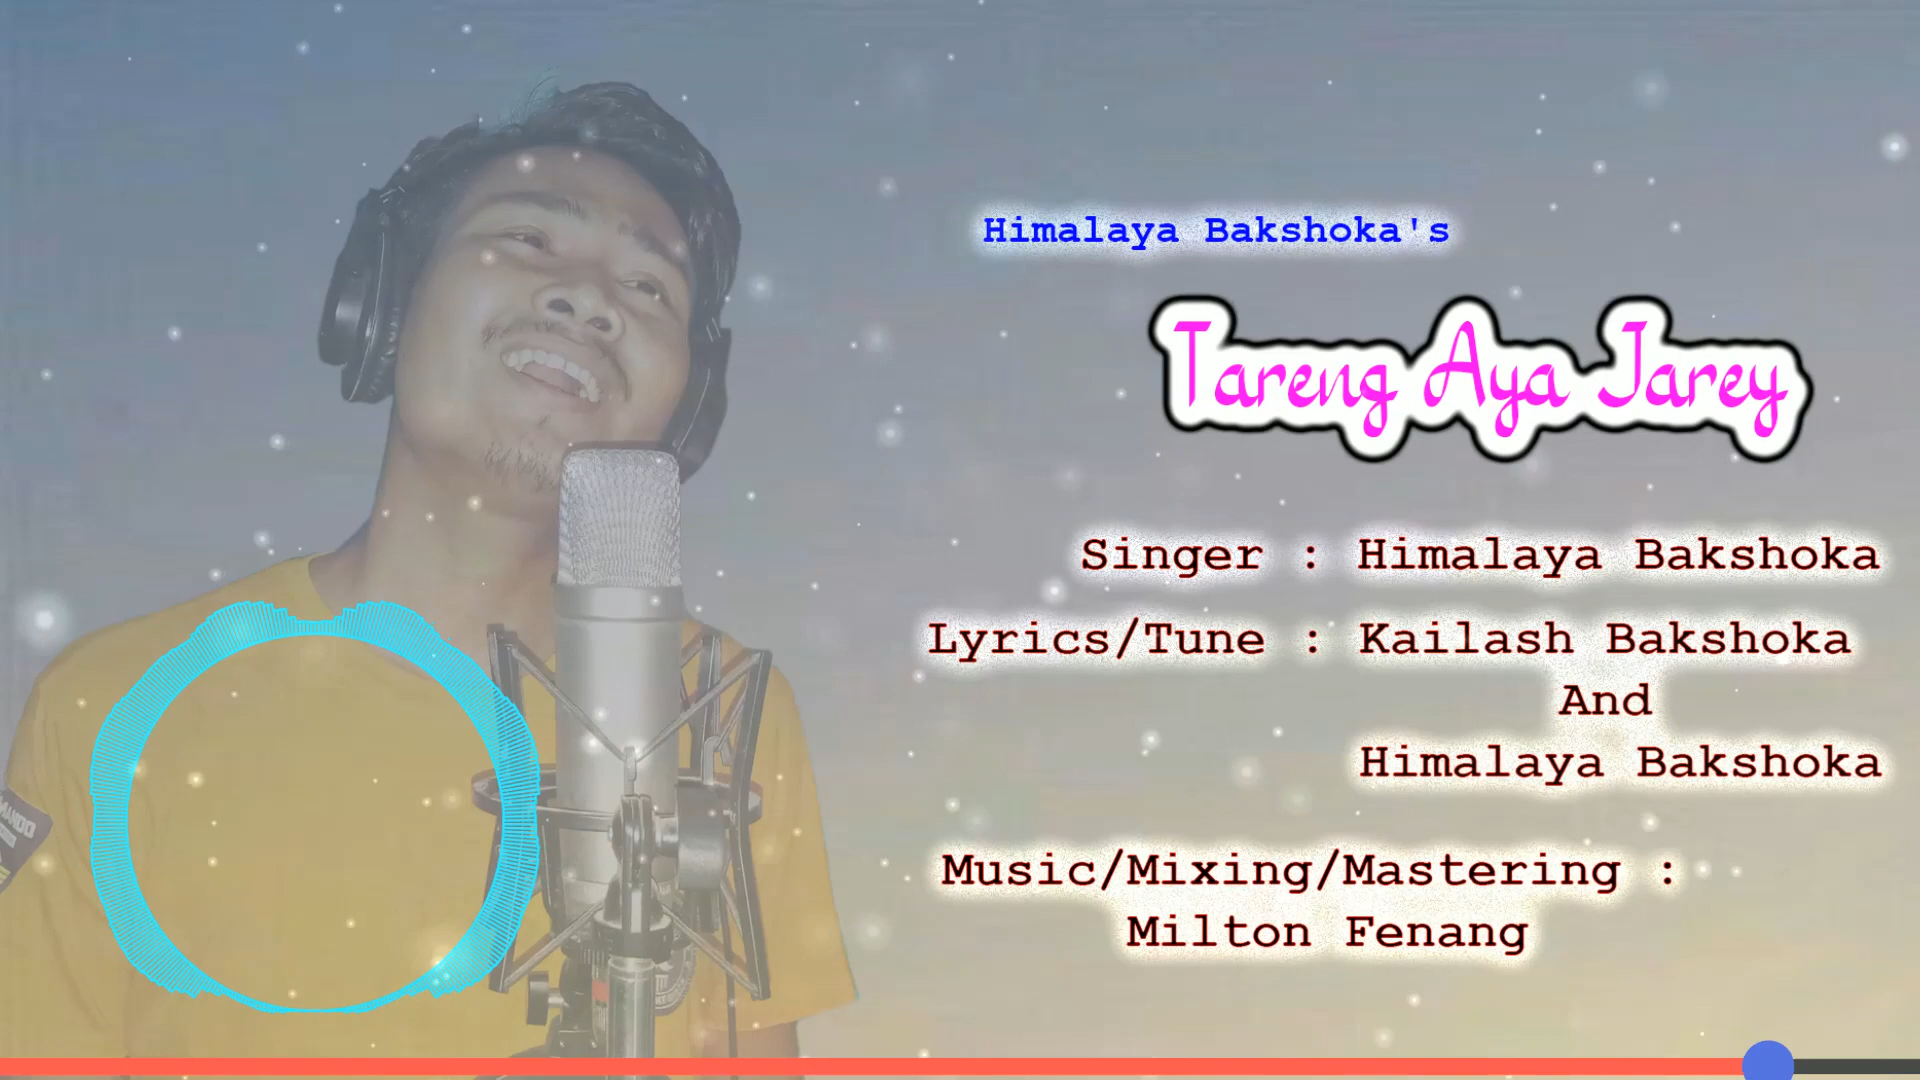 Himalaya Bakshoka's
Tareng Aya Jarey
Singer : Himalaya Bakshoka
Lyrics/Tune : Kailash Bakshoka
And
Himalaya Bakshoka
Music/Mixing/Mastering :
Milton Fenang